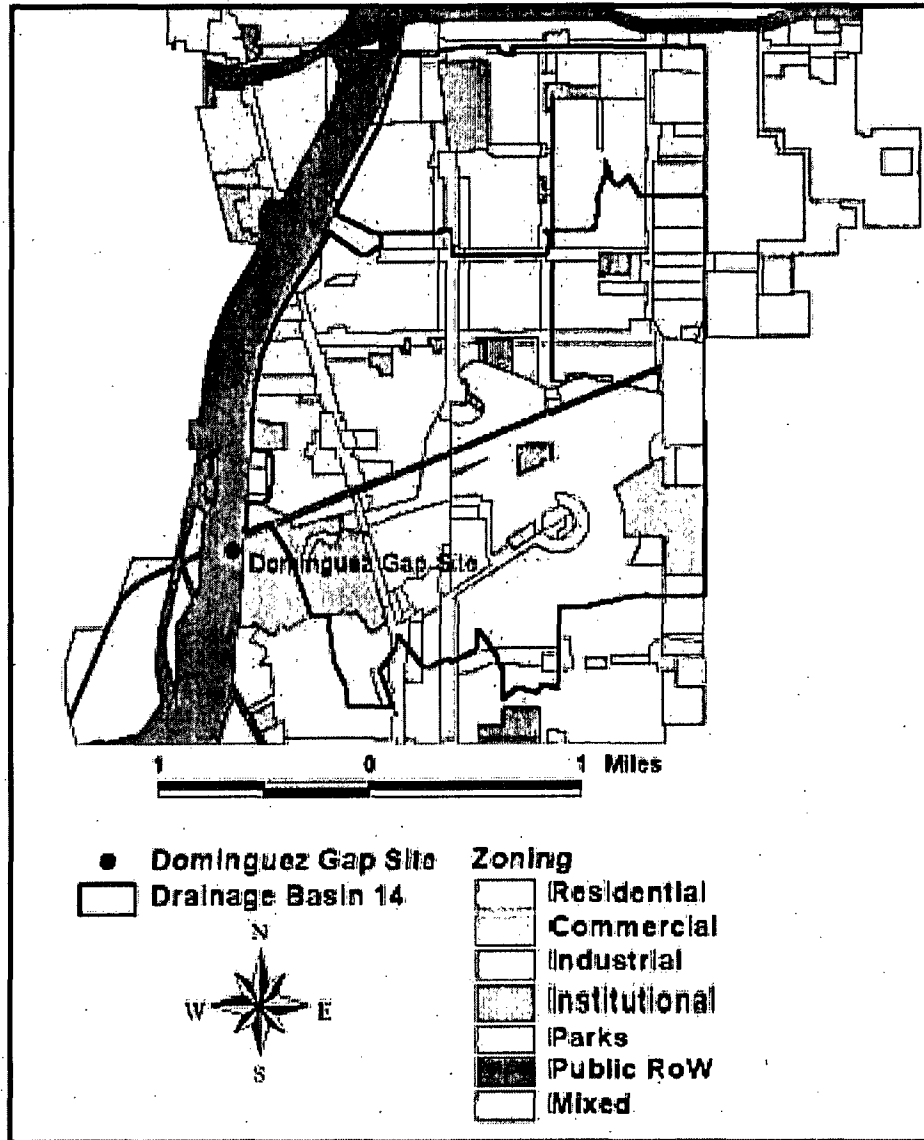 Dominguez Gap Site
1 0 1 Miles
Dominguez Gap Site
Drainage Basin 14
N
W E
S
Zoning
Residential
Commercial
Industrial
Institutional
Parks
Public RoW
Mixed